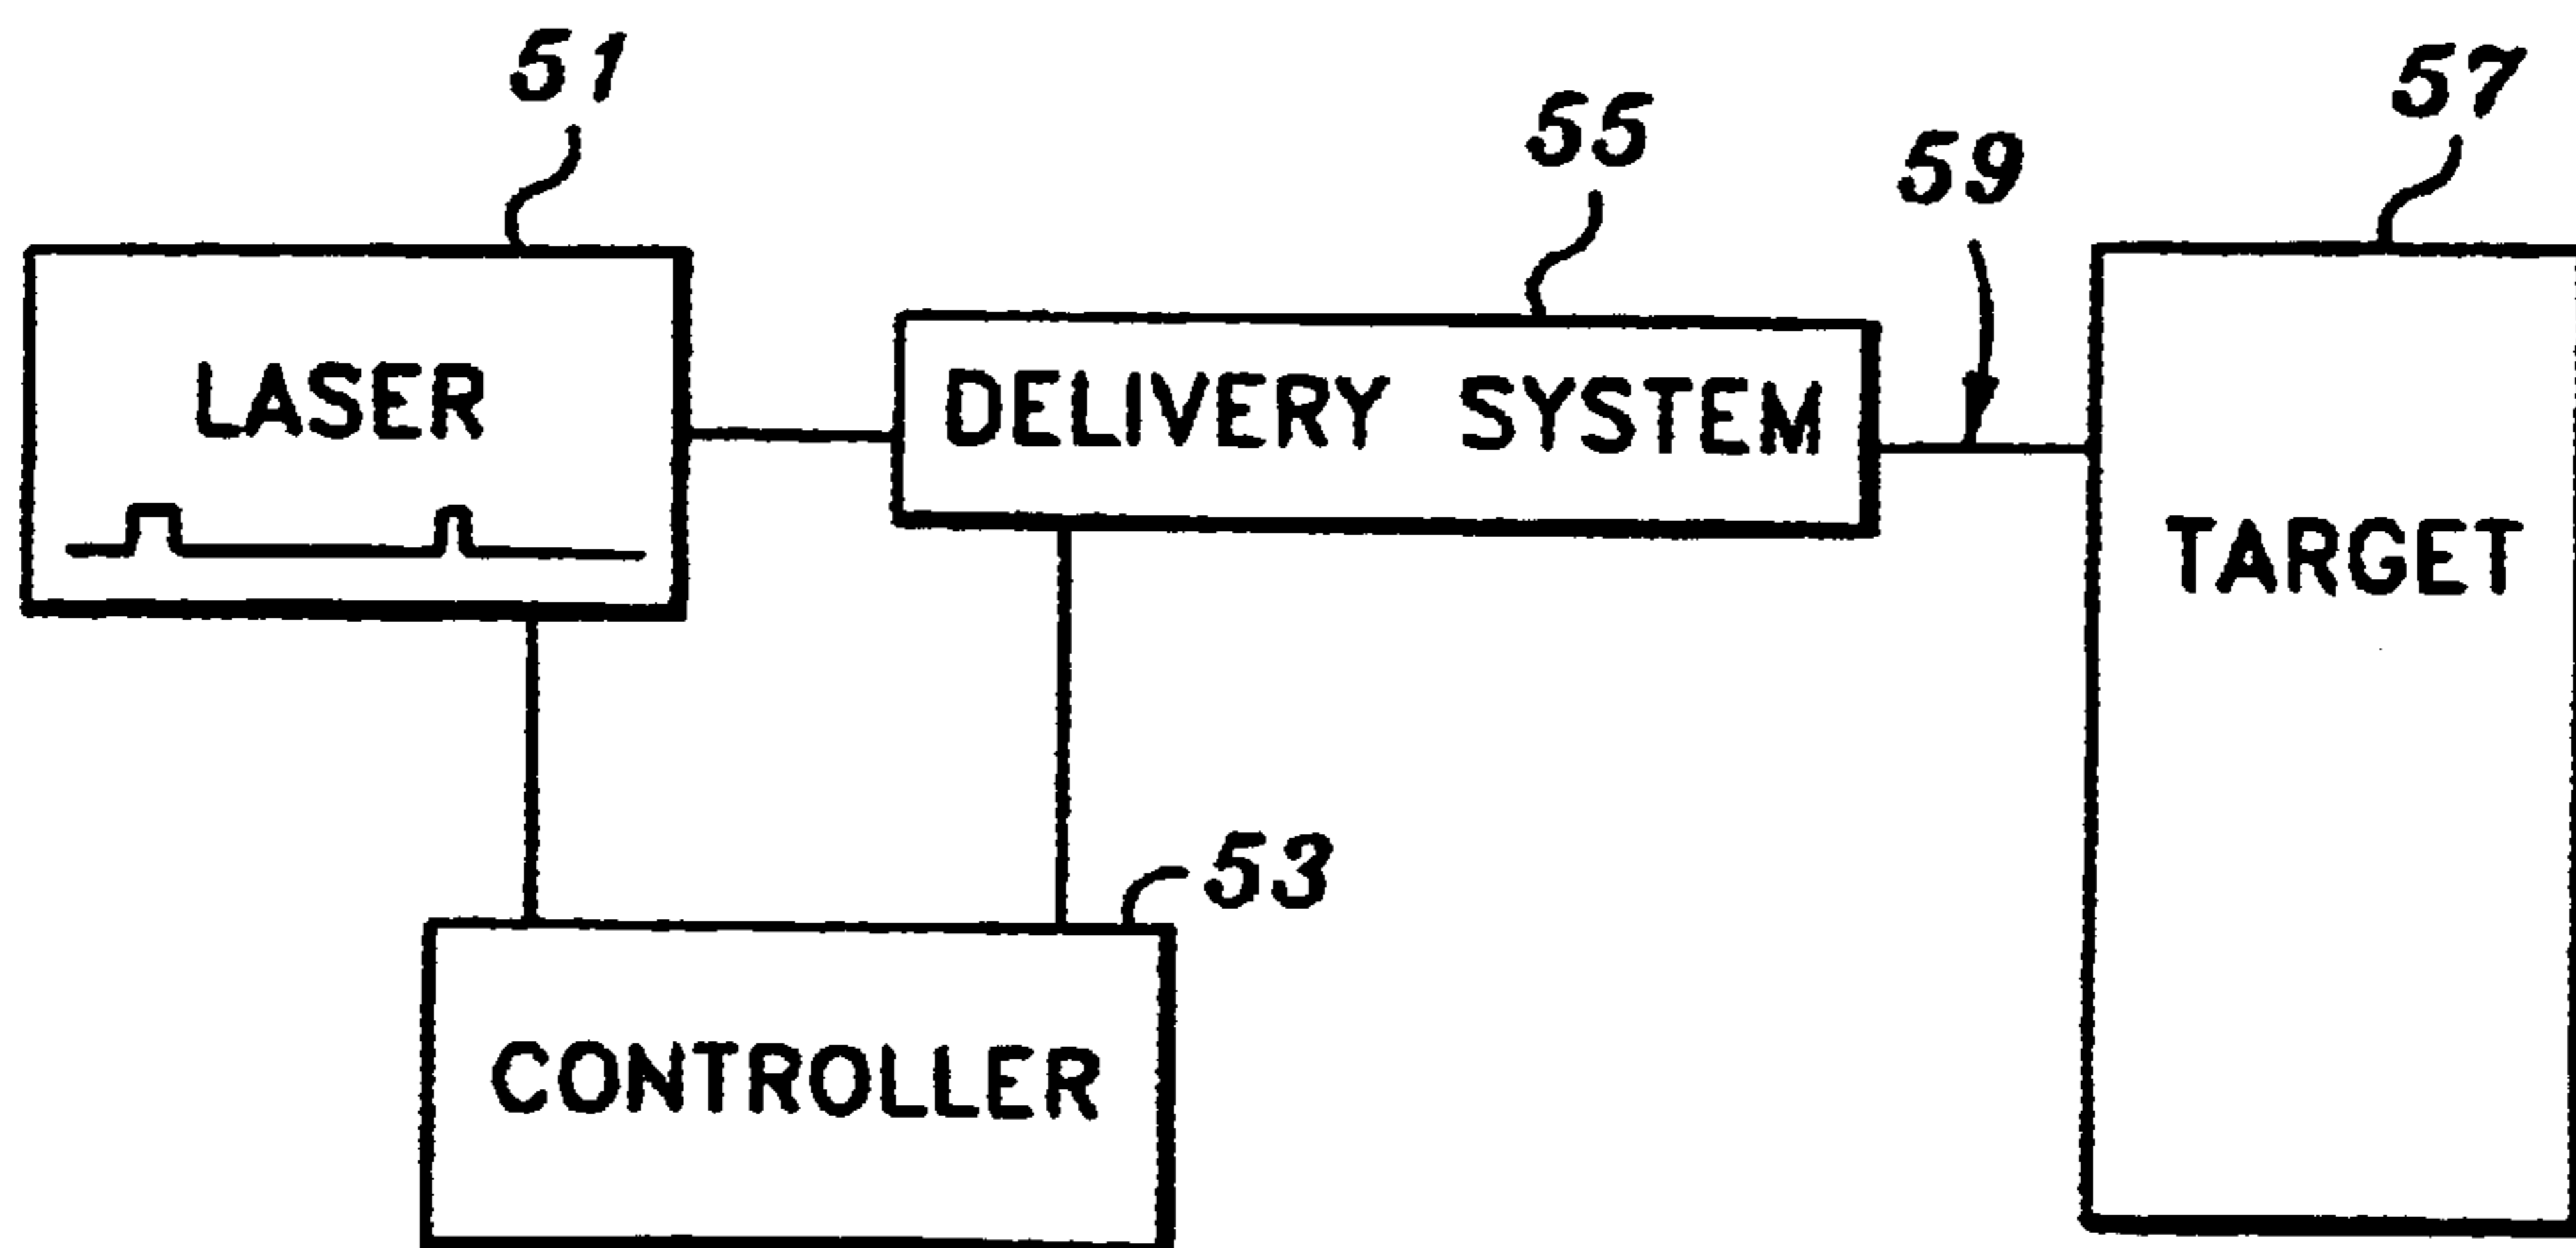 51
55
59
57
LASER
DELIVERY SYSTEM
TARGET
53
CONTROLLER